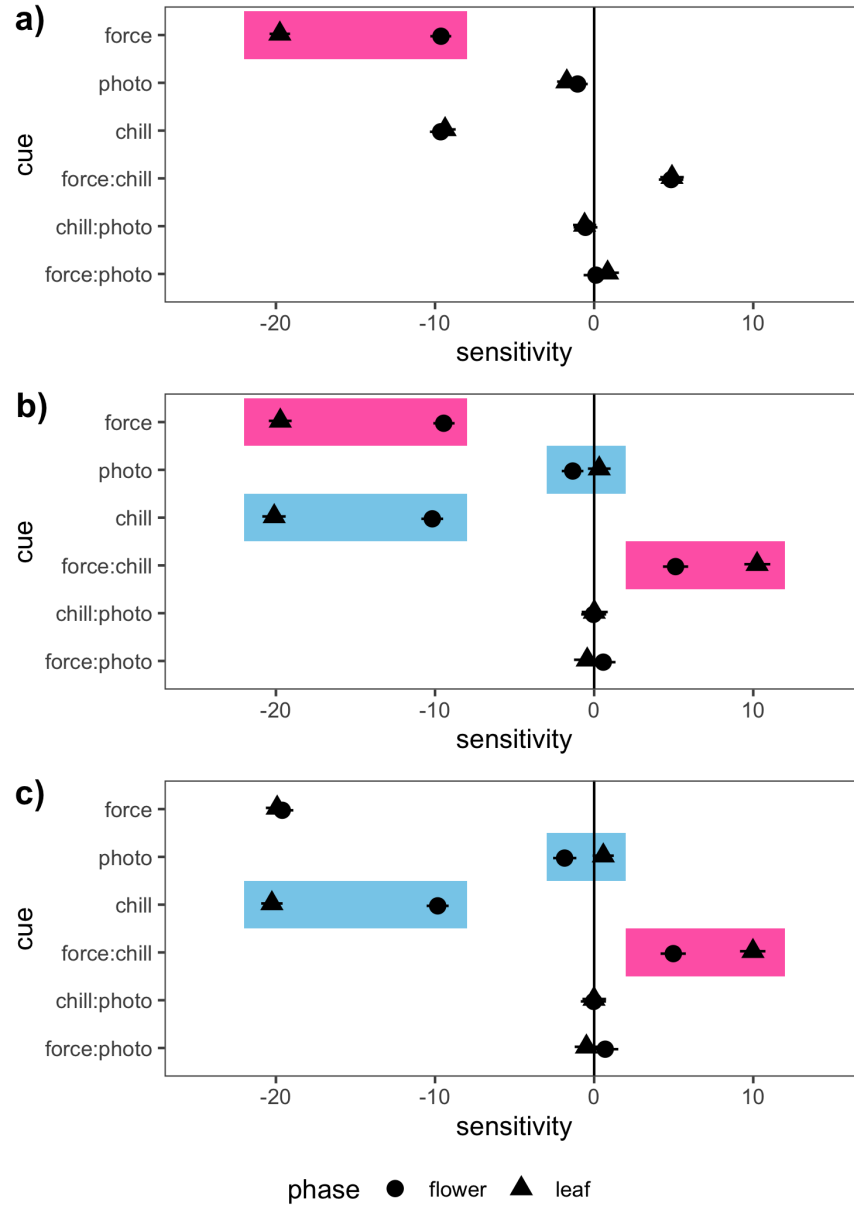 a)
force
photo
chill
force:chill
chill:photo
force:photo
cue
-20 -10 0 10
sensitivity
b)
force
photo
chill
force:chill
chill:photo
force:photo
cue
-20 -10 0 10
sensitivity
c)
force
photo
chill
force:chill
chill:photo
force:photo
cue
-20 -10 0 10
sensitivity
phase flower leaf